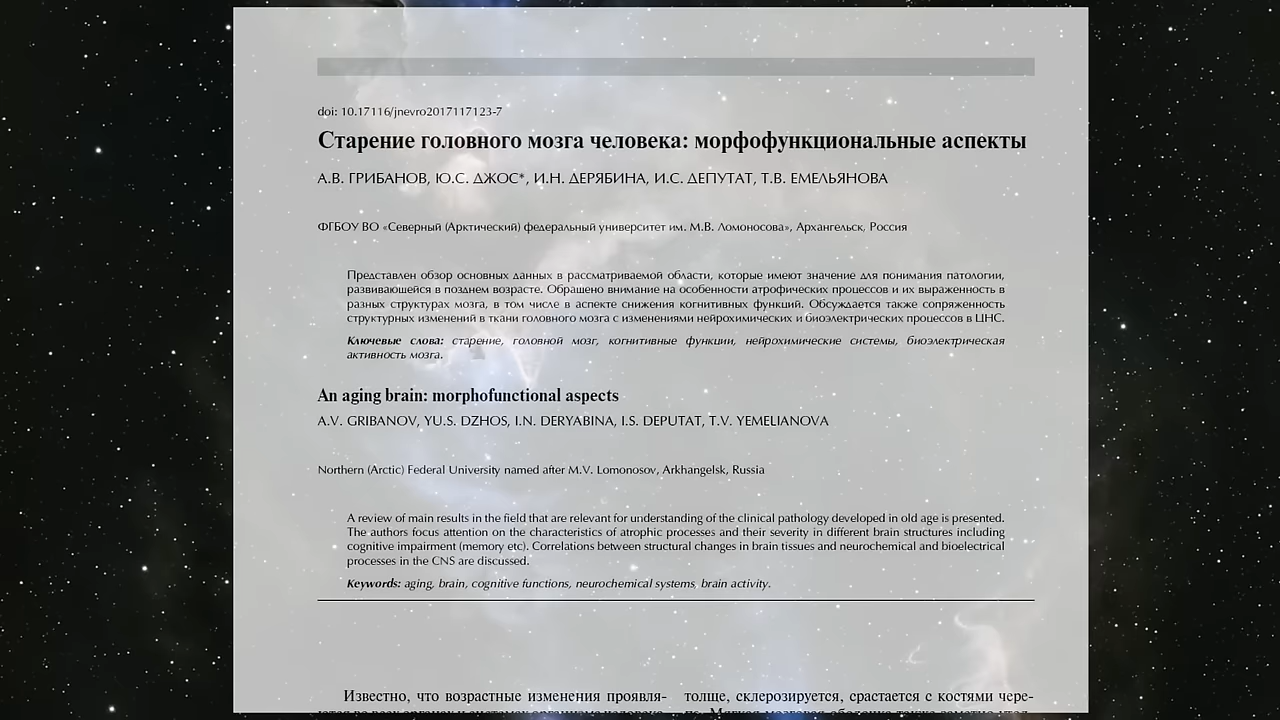 doi: 10.17116/jnevro2017117123-7
Старение головного мозга человека: морфофункциональные аспекты
А.В. ГРИБАНОВ, Ю.С. ДЖОС*, И.Н. ДЕРЯБИНА, И.С. ДЕПУТАТ, Т.В. ЕМЕЛЬЯНОВА
ФГБОУ ВО «Северный (Арктический) федеральный университет им. М.В. Ломоносова», Архангельск, Россия
Представлен обзор основных данных в рассматриваемой области, которые имеют значение для понимания патологии,
развивающейся в позднем возрасте. Обращено внимание на особенности атрофических процессов и их выраженность в
разных структурах мозга, в том числе в аспекте снижения когнитивных функций. Обсуждается также сопряженность
структурных изменений в ткани головного мозга с изменениями нейрохимических и биоэлектрических процессов в ЦНС.
Ключевые слова: старение, головной мозг, когнитивные функции, нейрохимические системы, биоэлектрическая
активность мозга.
An aging brain: morphofunctional aspects
A.V. GRIBANOV, YU.S. DZHOS, I.N. DERYABINA, I.S. DEPUTAT, T.V. YEMELIANOVA
Northern (Arctic) Federal University named after M.V. Lomonosov, Arkhangelsk, Russia
A review of main results in the field that are relevant for understanding of the clinical pathology developed in old age is presented.
The authors focus attention on the characteristics of atrophic processes and their severity in different brain structures including
cognitive impairment (memory etc). Correlations between structural changes in brain tissues and neurochemical and bioelectrical
processes in the CNS are discussed.
Keywords: aging, brain, cognitive functions, neurochemical systems, brain activity.
Известно, что возрастные изменения проявля-
толще, склерозируется, срастается с костями чере-